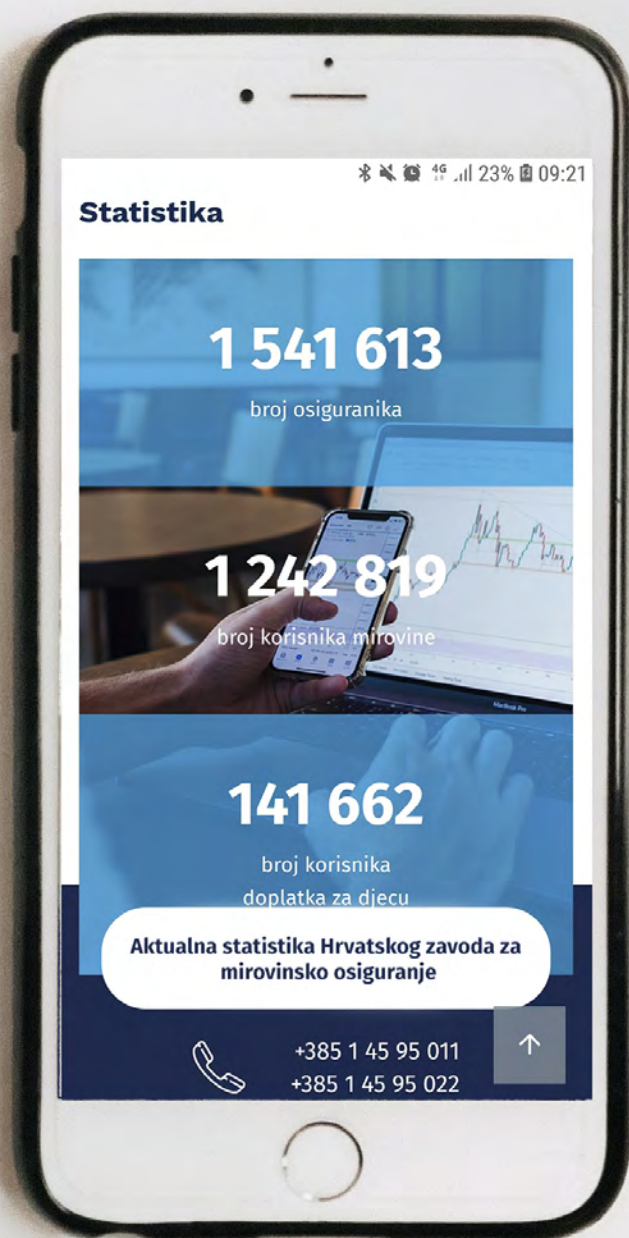 4G 23% 09:21
Statistika
1 541 613
broj osiguranika
1 242 819
broj korisnika mirovine
MacBook Pro
141 662
broj korisnika
doplatka za djecu
Aktualna statistika Hrvatskog zavoda za
mirovinsko osiguranje
+385 1 45 95 011
+385 1 45 95 022